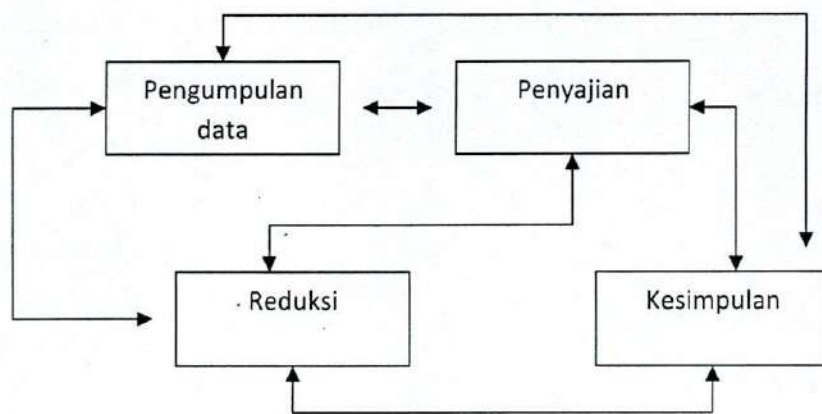 Pengumpulan
data
Penyajian
Reduksi
Kesimpulan